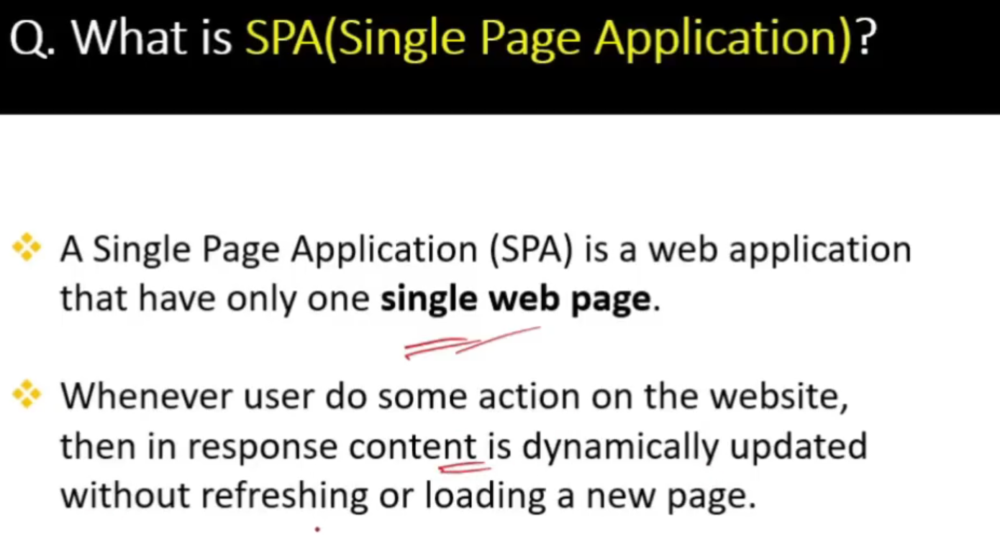 Q. What is SPA(Single Page Application)?
A Single Page Application (SPA) is a web application
that have only one single web page.
Whenever user do some action on the website,
then in response content is dynamically updated
without refreshing or loading a new page.